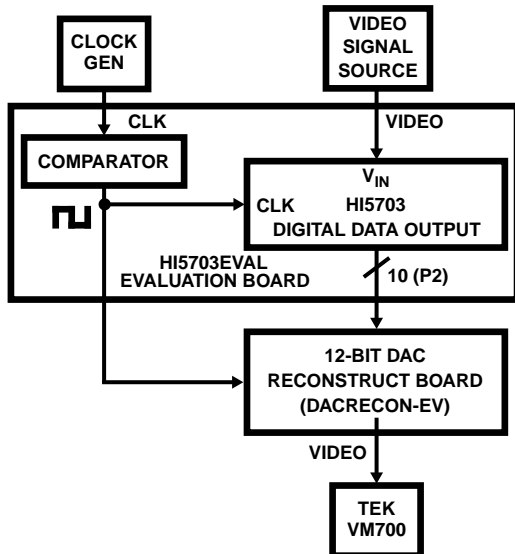 CLOCK
GEN
VIDEO
SIGNAL
SOURCE
CLK
VIDEO
COMPARATOR
V_IN
HI5703
CLK
DIGITAL DATA OUTPUT
HI5703EVAL
EVALUATION BOARD
10 (P2)
12-BIT DAC
RECONSTRUCT BOARD
(DACRECON-EV)
VIDEO
TEK
VM700